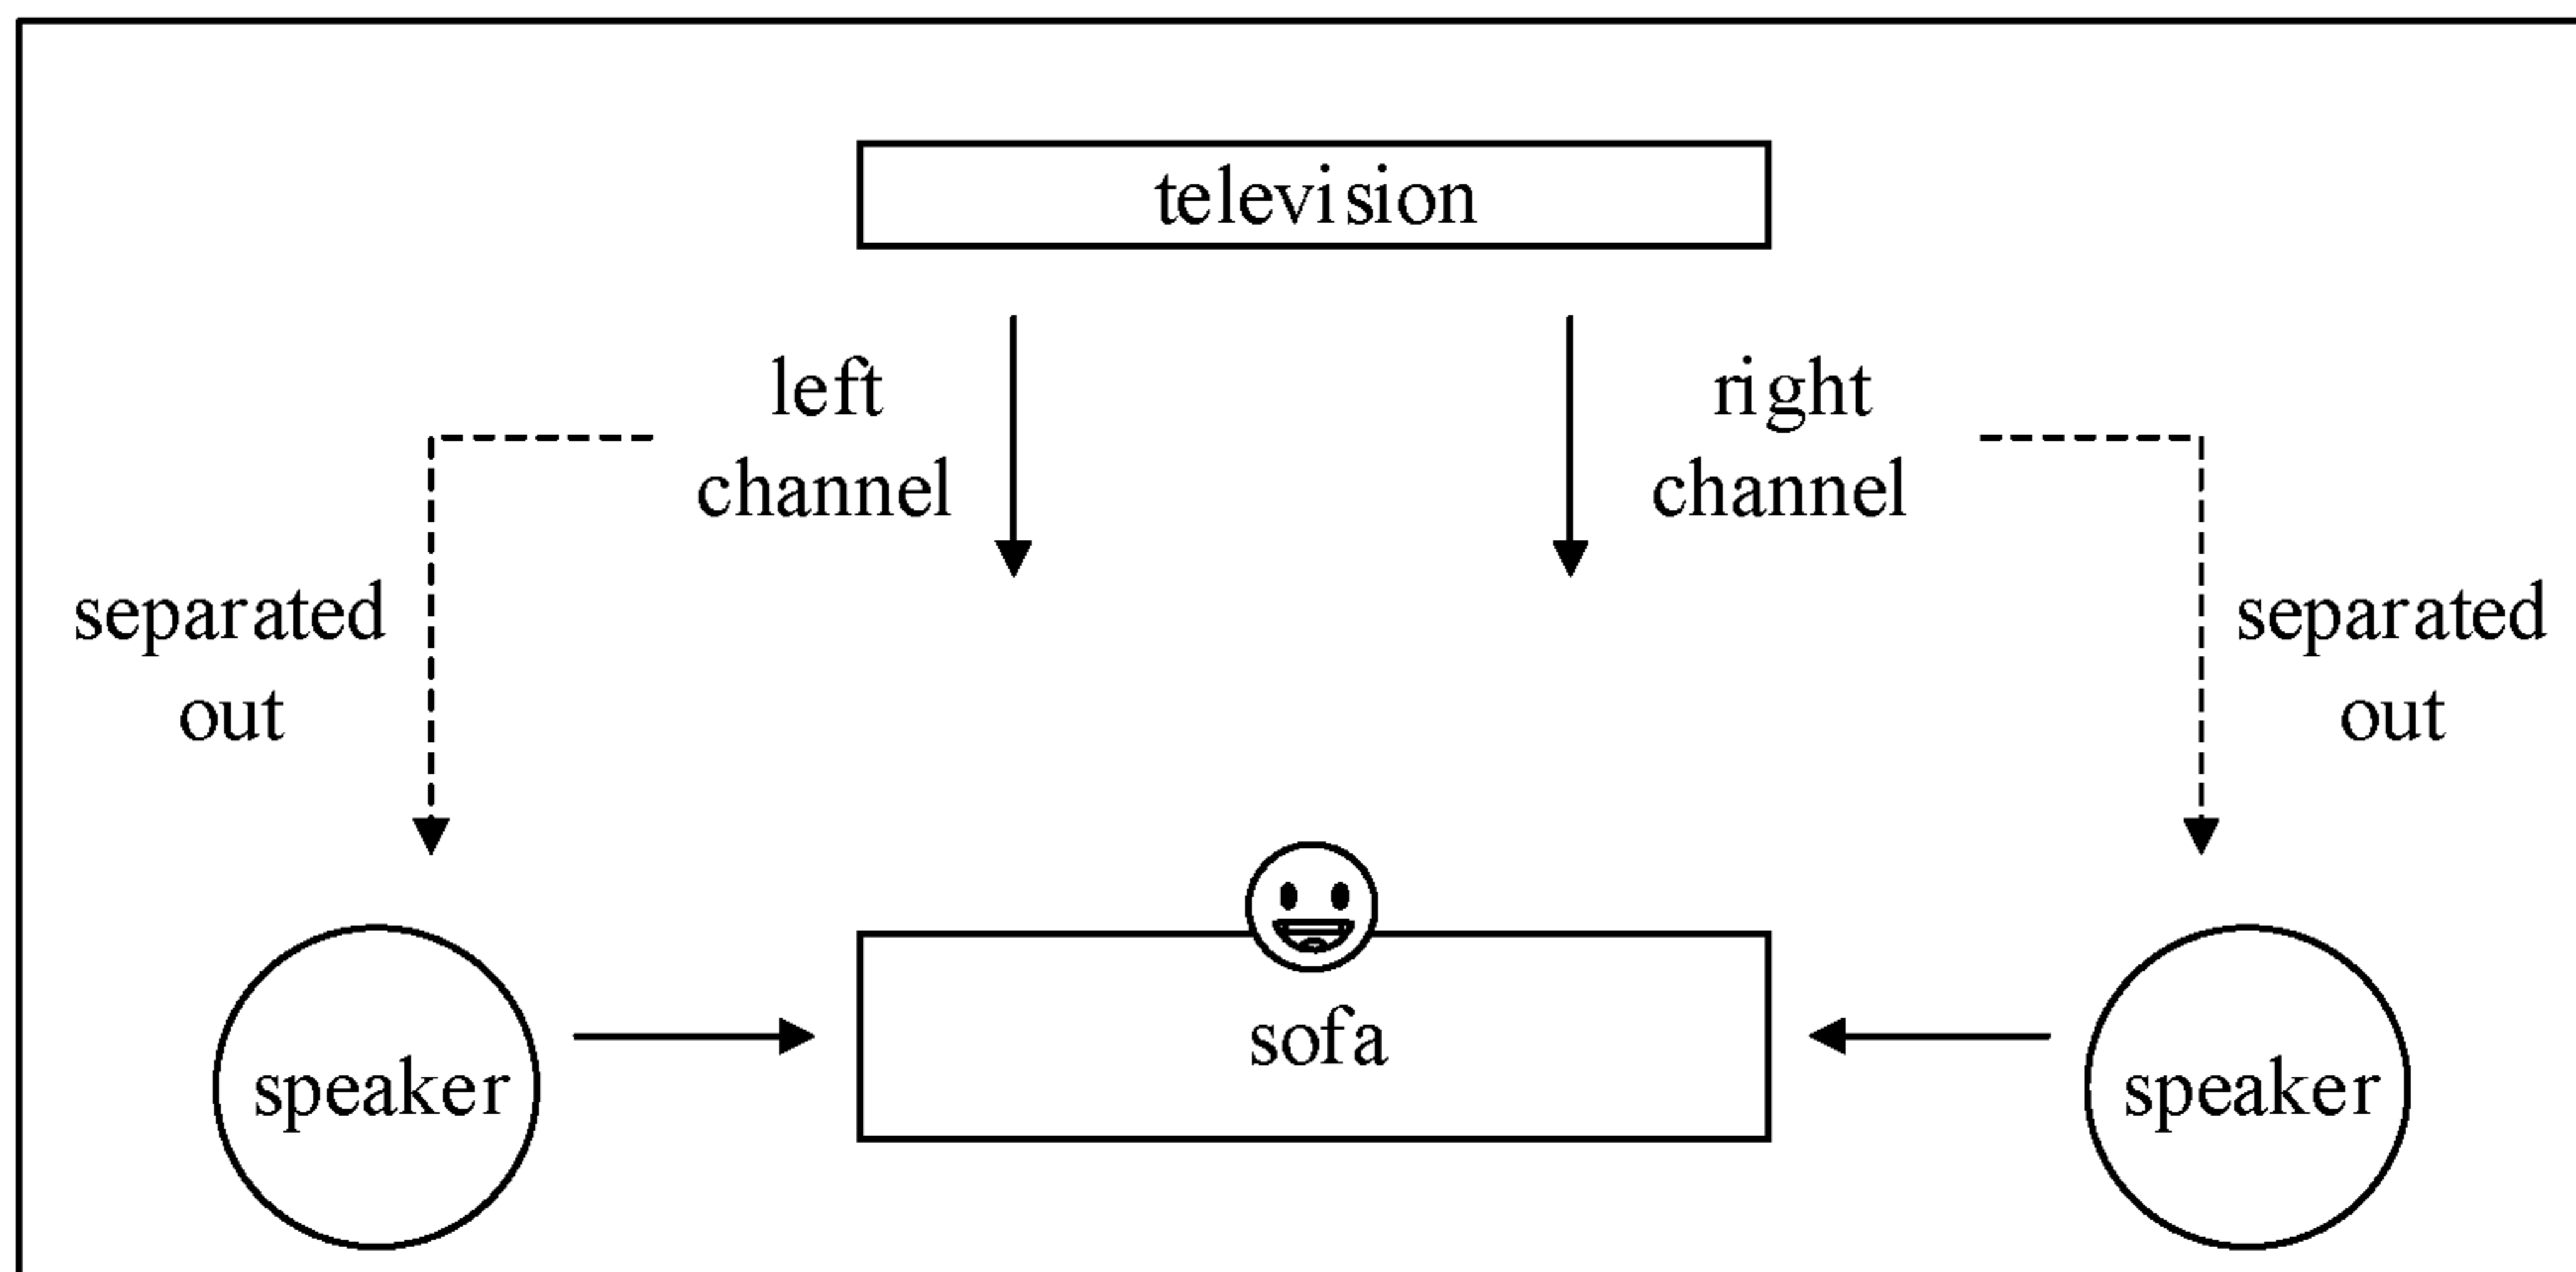 television
left
channel
right
channel
separated
out
separated
out
speaker
sofa
speaker